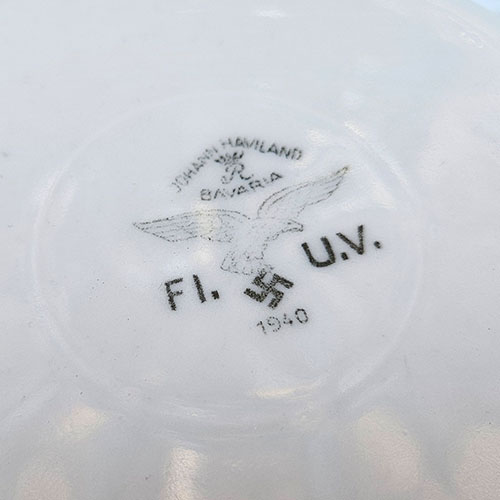 JOHANN HAVILAND
R
BAVARIA
Fl. U.V.
1940